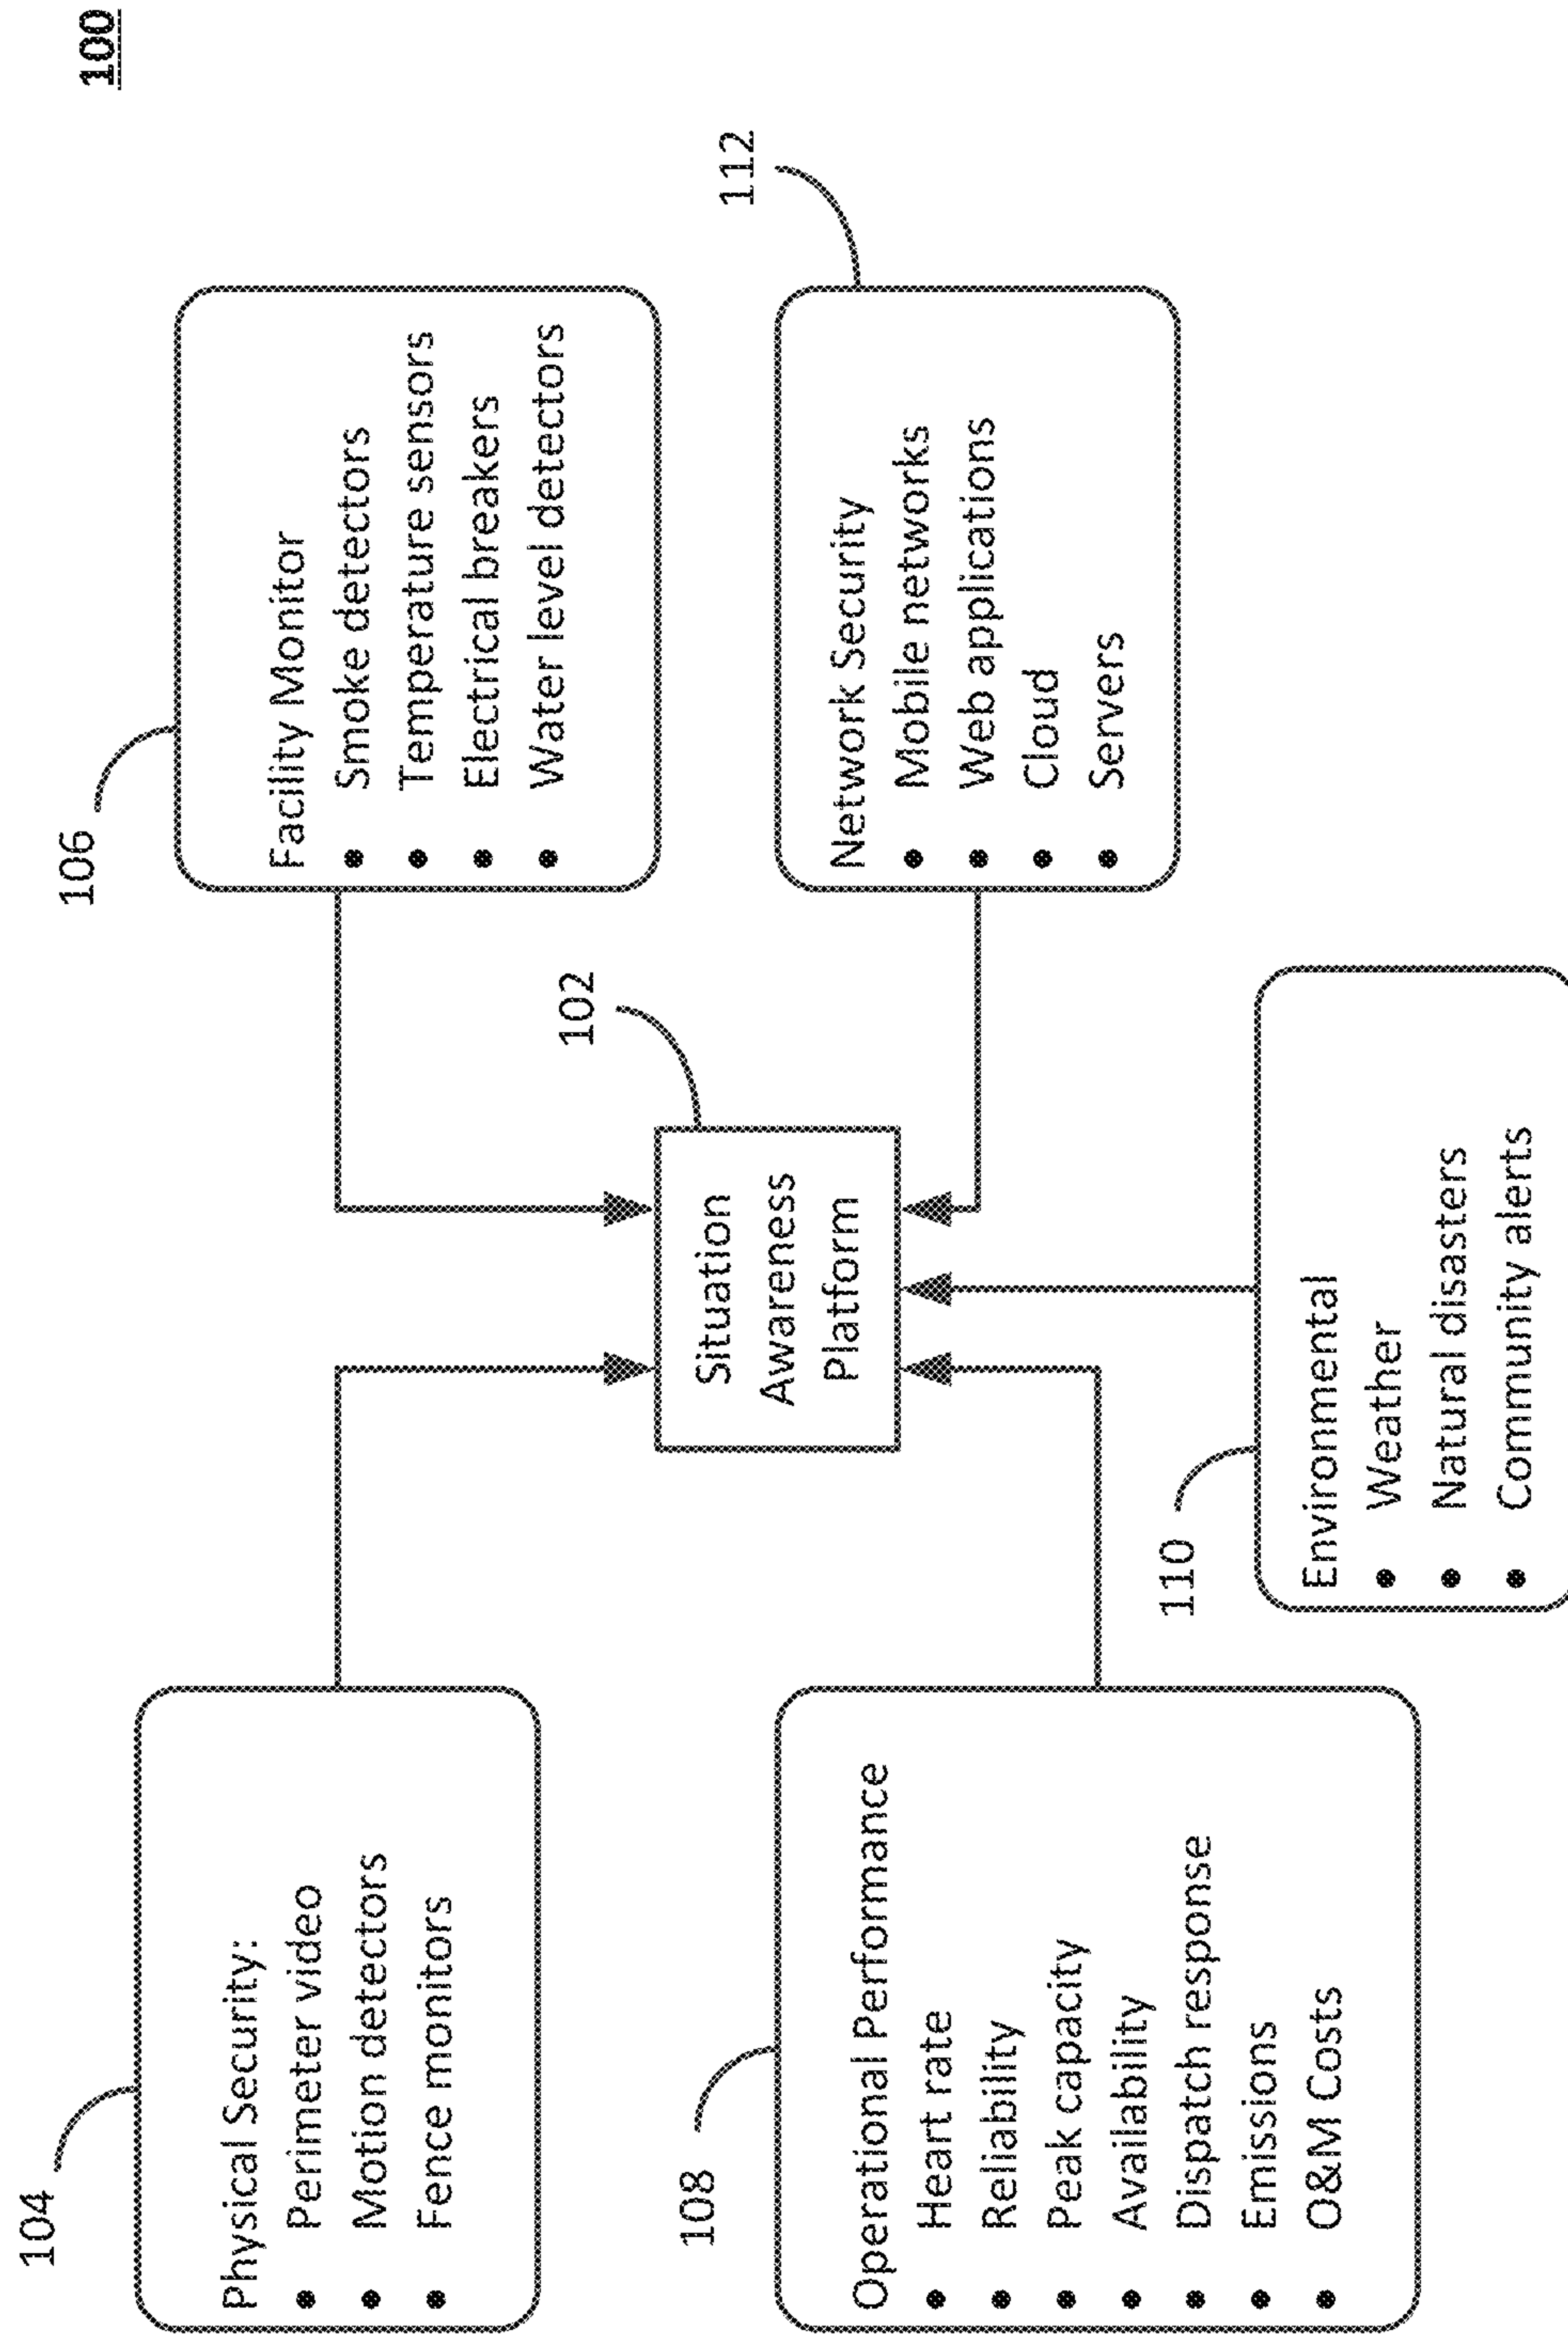 100
104
Physical Security:
• Perimeter video
• Motion detectors
• Fence monitors
106
Facility Monitor
• Smoke detectors
• Temperature sensors
• Electrical breakers
• Water level detectors
102
Situation
Awareness
Platform
108
Operational Performance
• Heart rate
• Reliability
• Peak capacity
• Availability
• Dispatch response
• Emissions
• O&M Costs
110
Environmental
• Weather
• Natural disasters
• Community alerts
112
Network Security
• Mobile networks
• Web applications
• Cloud
• Servers